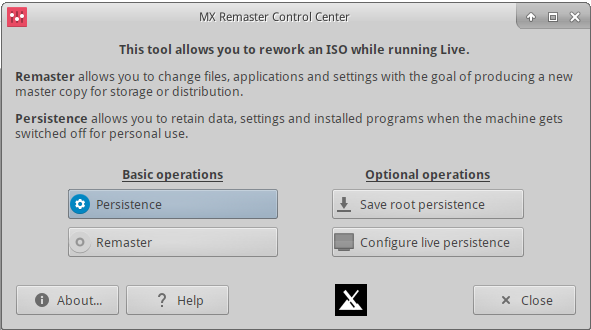 MX Remaster Control Center
This tool allows you to rework an ISO while running Live.
Remaster allows you to change files, applications and settings with the goal of producing a new
master copy for storage or distribution.
Persistence allows you to retain data, settings and installed programs when the machine gets
switched off for personal use.
Basic operations
Optional operations
Persistence
Save root persistence
Remaster
Configure live persistence
About...
Help
Close